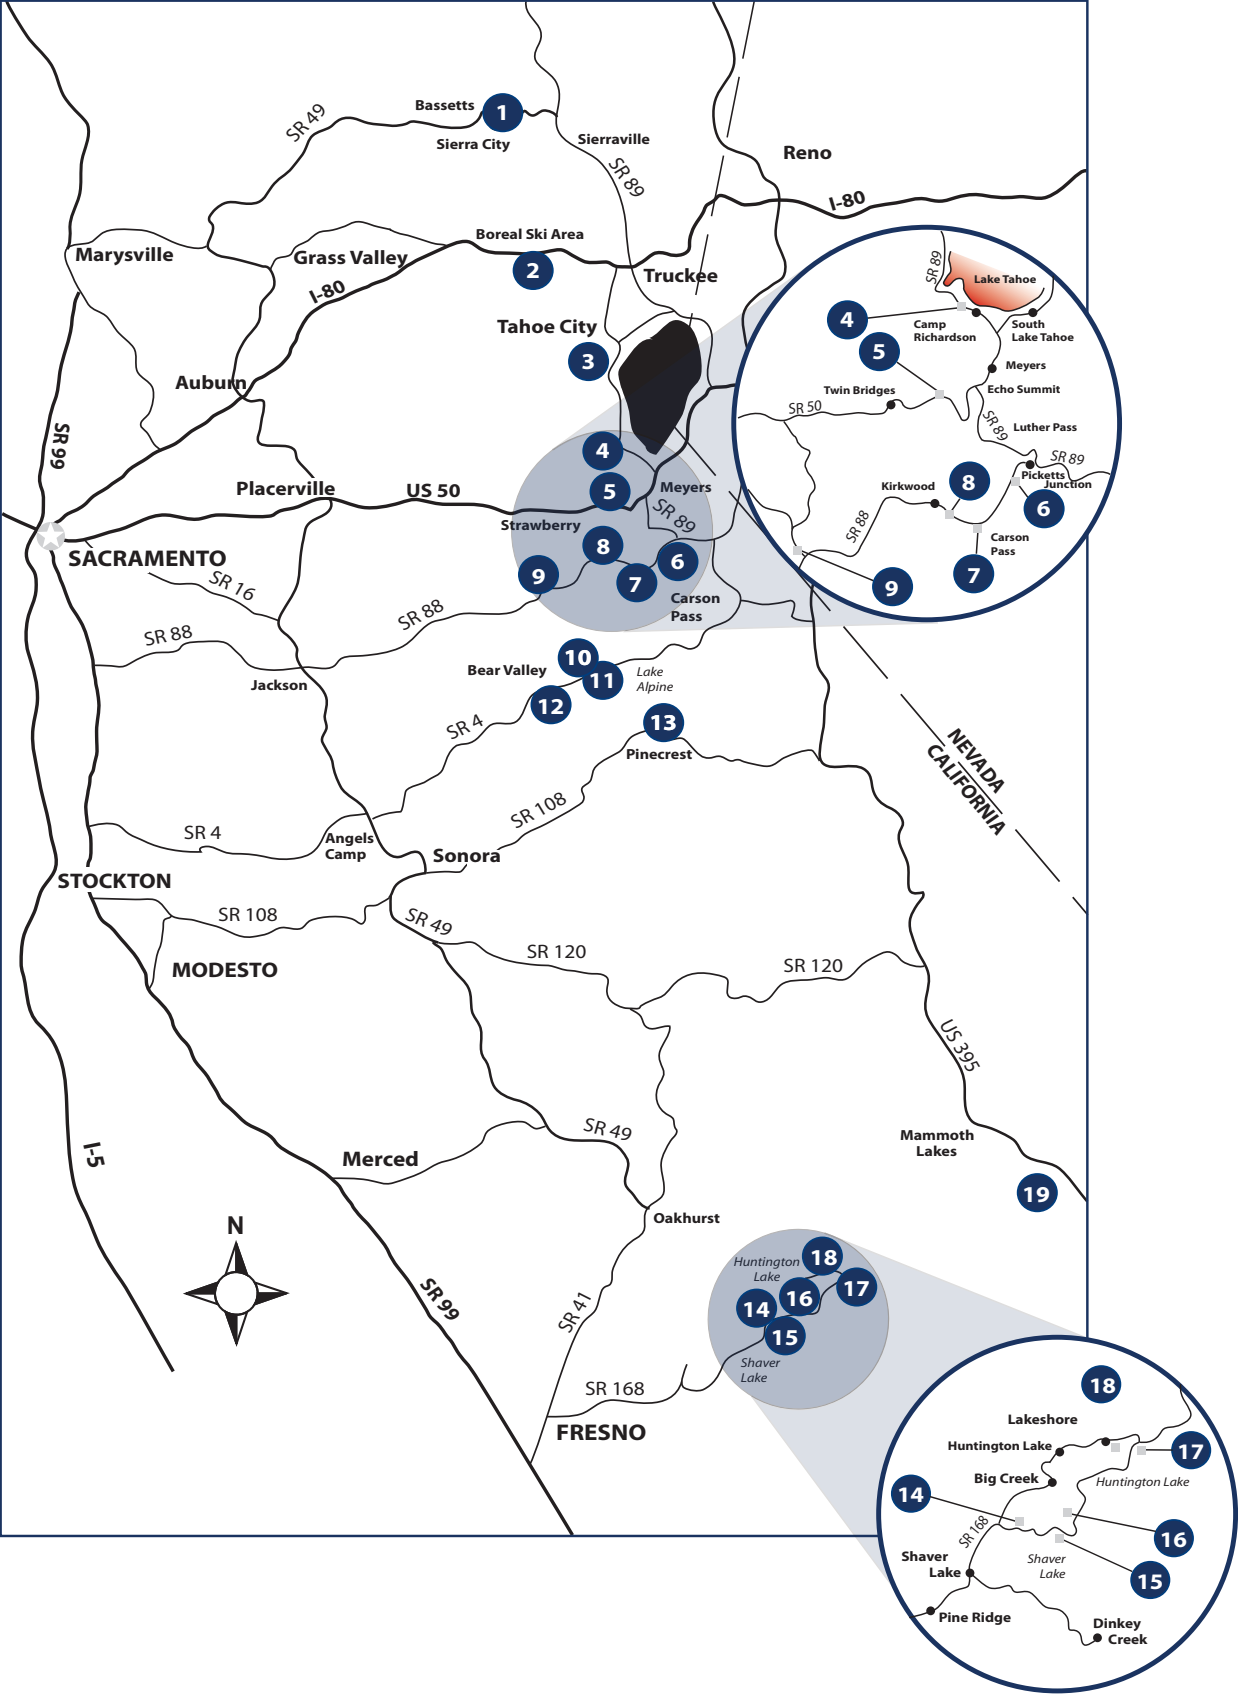 Bassetts
1
SR 49
Sierra City
Sierraville
SR 89
Reno
I-80
Boreal Ski Area
2
Marysville
Grass Valley
I-80
Truckee
Tahoe City
3
Auburn
SR 99
4
5
Placerville
US 50
Meyers
Strawberry
SR 89
8
6
9
7
Carson
Pass
SACRAMENTO
SR 16
SR 88
SR 88
Jackson
Bear Valley
10
11
12
Lake
Alpine
SR 4
13
Pinecrest
SR 108
NEVADA
CALIFORNIA
SR 4
Angels
Camp
Sonora
STOCKTON
SR 108
SR 49
SR 120
SR 120
MODESTO
US 395
I-5
SR 49
Merced
Mammoth
Lakes
19
Oakhurst
N
SR 99
SR 41
Huntington
Lake
18
17
16
14
15
Shaver
Lake
SR 168
FRESNO
SR 89
Lake Tahoe
4
Camp
Richardson
South
Lake Tahoe
5
Meyers
Twin Bridges
Echo Summit
SR 50
SR 89
Luther Pass
SR 89
Picketts
Junction
Kirkwood
8
6
SR 88
Carson
Pass
7
9
18
Lakeshore
Huntington Lake
17
Big Creek
Huntington Lake
14
SR 168
16
Shaver
Lake
Shaver
Lake
15
Pine Ridge
Dinkey
Creek